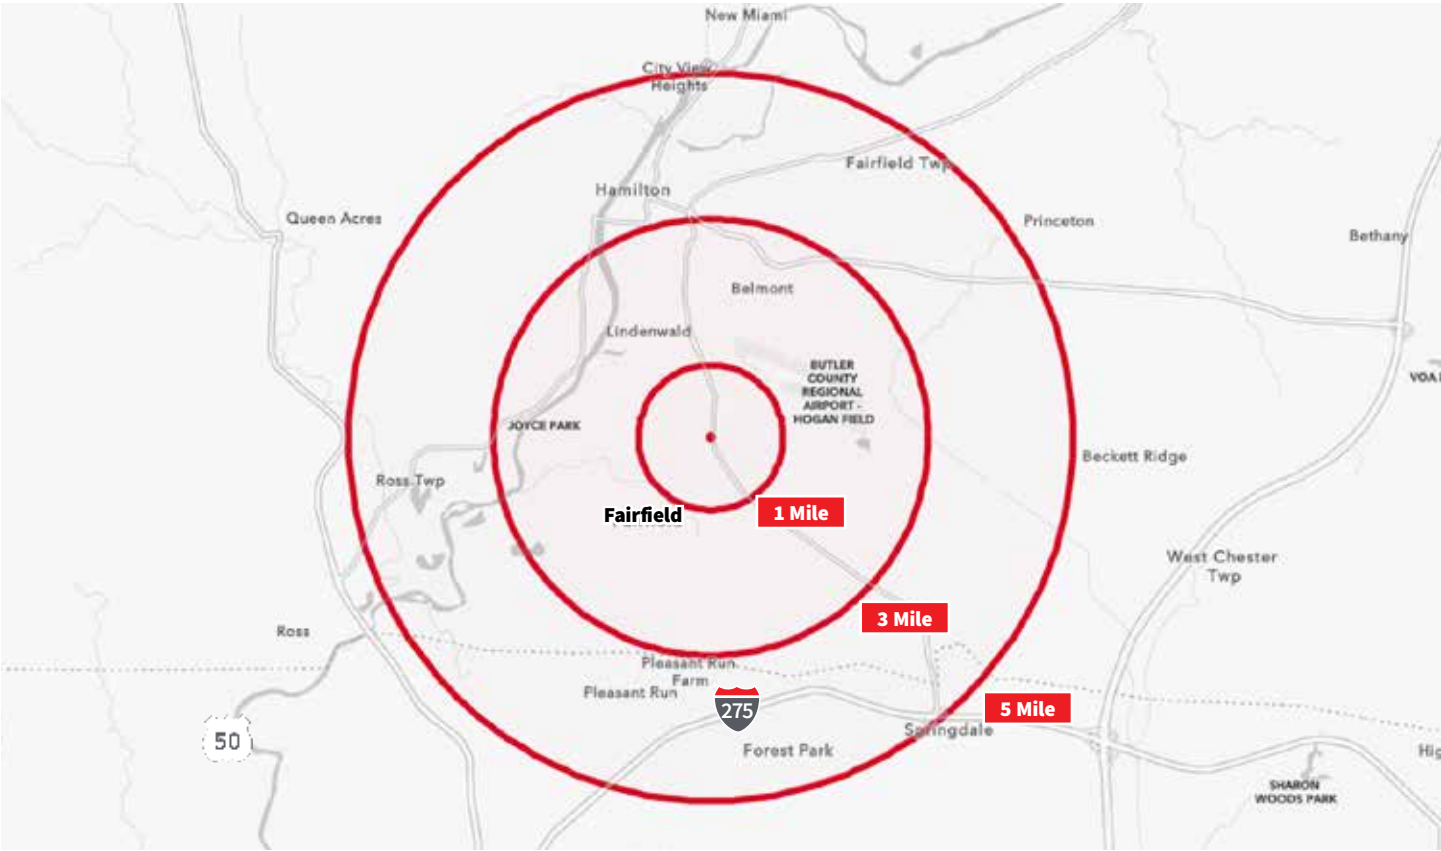 New Miami
City View
Heights
Fairfield Twp
Hamilton
Queen Acres
Princeton
Bethany
Belmont
Lindenwald
BUTLER
COUNTY
REGIONAL
AIRPORT -
HOGAN FIELD
VOA
JOYCE PARK
Beckett Ridge
Ross Twp
Fairfield
1 Mile
West Chester
Twp
3 Mile
Ross
Pleasant Run
Farm
Pleasant Run
275
5 Mile
Springdale
50
Forest Park
Hig
SHARON
WOODS PARK